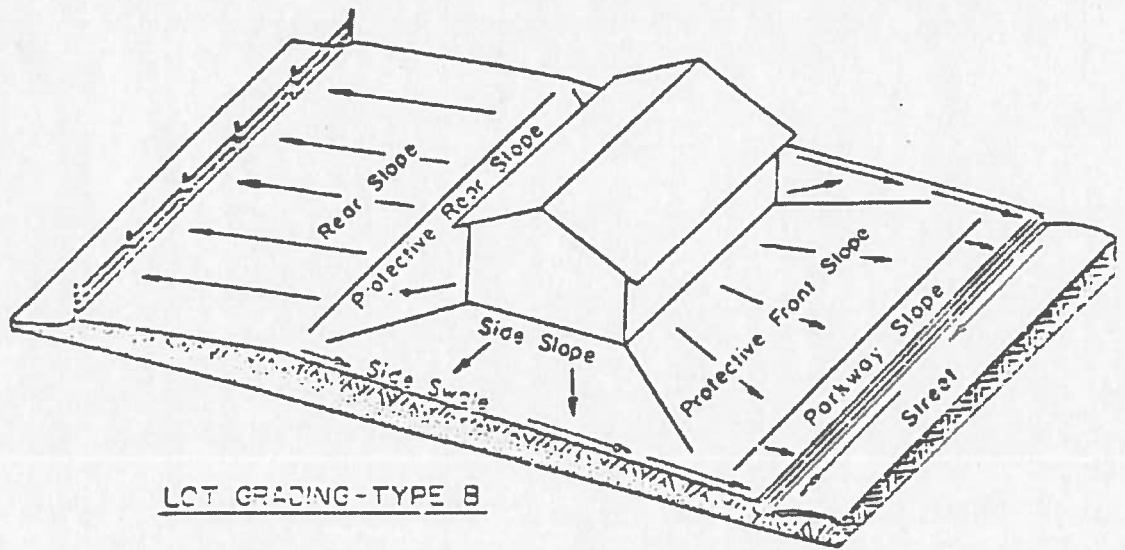 Rear Slope
Protective Rear Slope
Side Slope
Side Swale
Protective Front Slope
Parkway Slope
Street
LOT GRADING-TYPE B